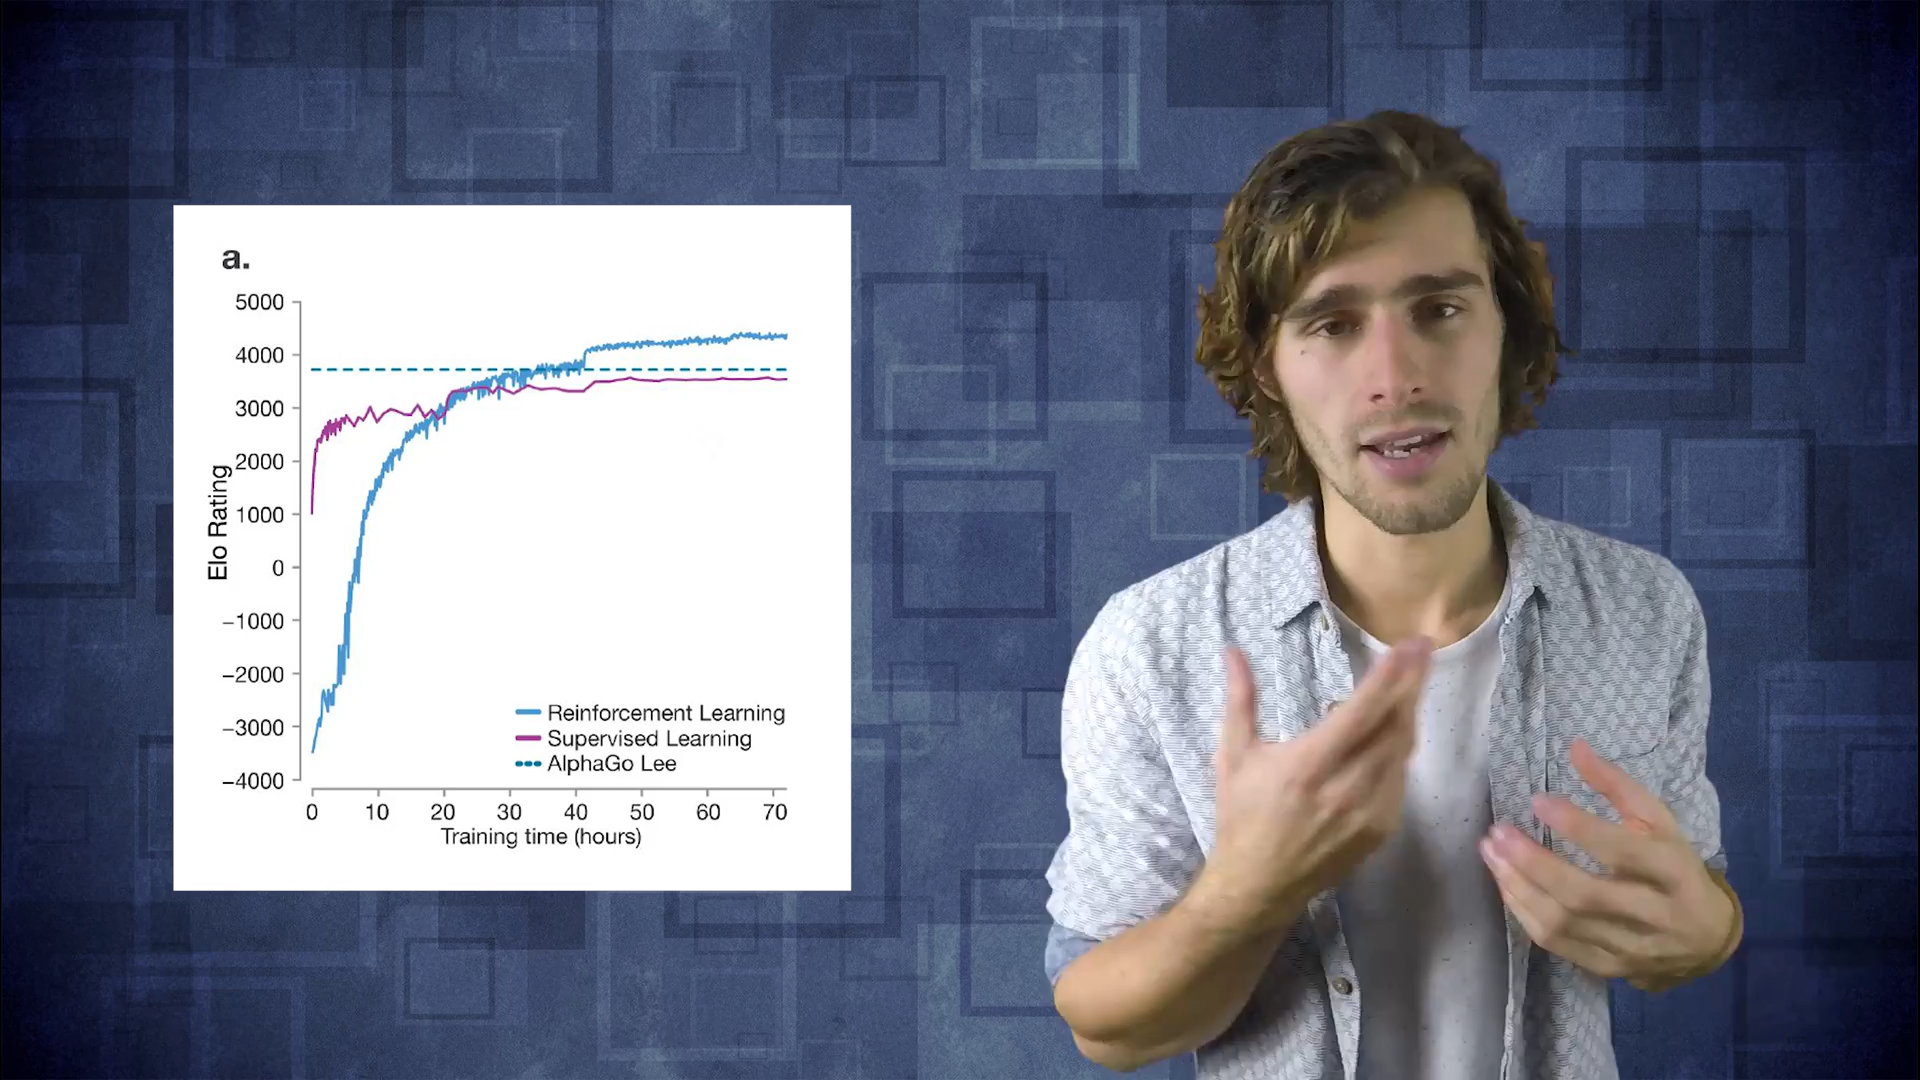 a.
5000
4000
3000
2000
1000
0
−1000
−2000
−3000
−4000
Elo Rating
Reinforcement Learning
Supervised Learning
AlphaGo Lee
0 10 20 30 40 50 60 70
Training time (hours)